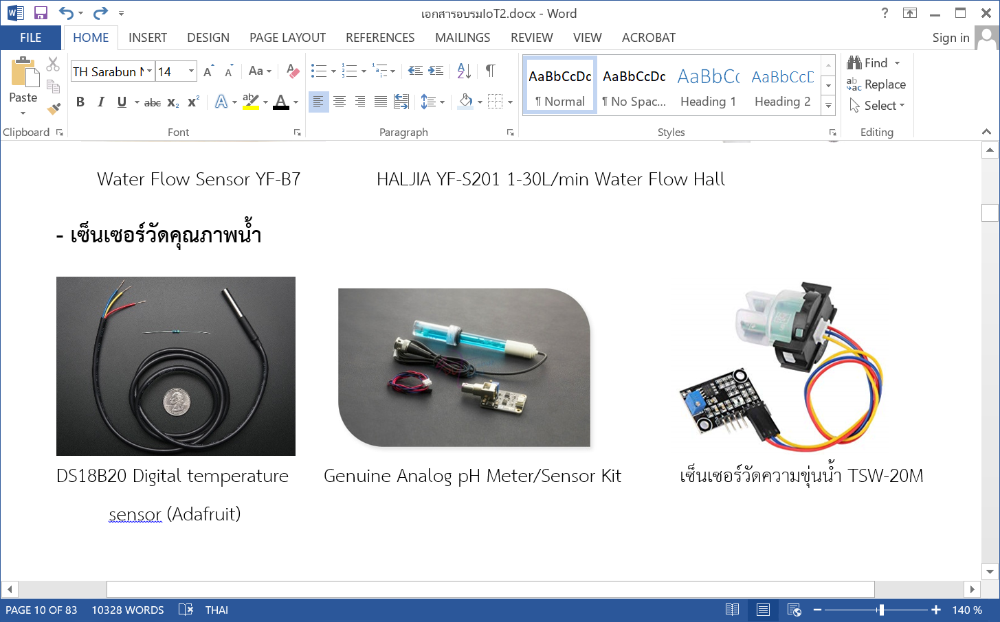 เอกสารอบรมIoT2.docx - Word
FILE HOME INSERT DESIGN PAGE LAYOUT REFERENCES MAILINGS REVIEW VIEW ACROBAT Sign in
Paste
TH Sarabun 14
Aa
B I U abc X₂ X²
AaBbCcDc AaBbCcDc AaBbCc AaBbCcD
¶ Normal ¶ No Spac... Heading 1 Heading 2
Find
Replace
Select
Clipboard Font Paragraph Styles Editing
Water Flow Sensor YF-B7 HALJIA YF-S201 1-30L/min Water Flow Hall
- เซ็นเซอร์วัดคุณภาพน้ำ
DS18B20 Digital temperature sensor (Adafruit)
Genuine Analog pH Meter/Sensor Kit
เซ็นเซอร์วัดความขุ่นน้ำ TSW-20M
PAGE 10 OF 83 10328 WORDS THAI 140 %